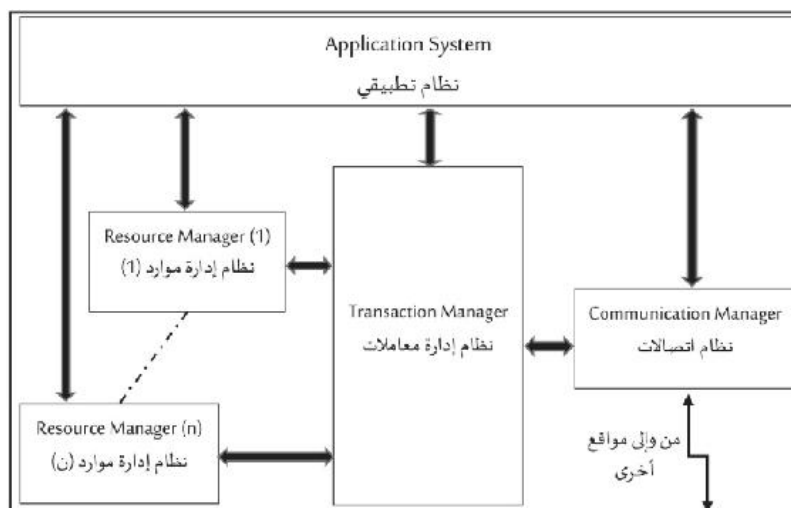 Application System
نظام تطبيقي
Resource Manager (1)
نظام إدارة موارد (1)
Transaction Manager
نظام إدارة معاملات
Communication Manager
نظام اتصالات
Resource Manager (n)
نظام إدارة موارد (ن)
من وإلى مواقع
أخرى